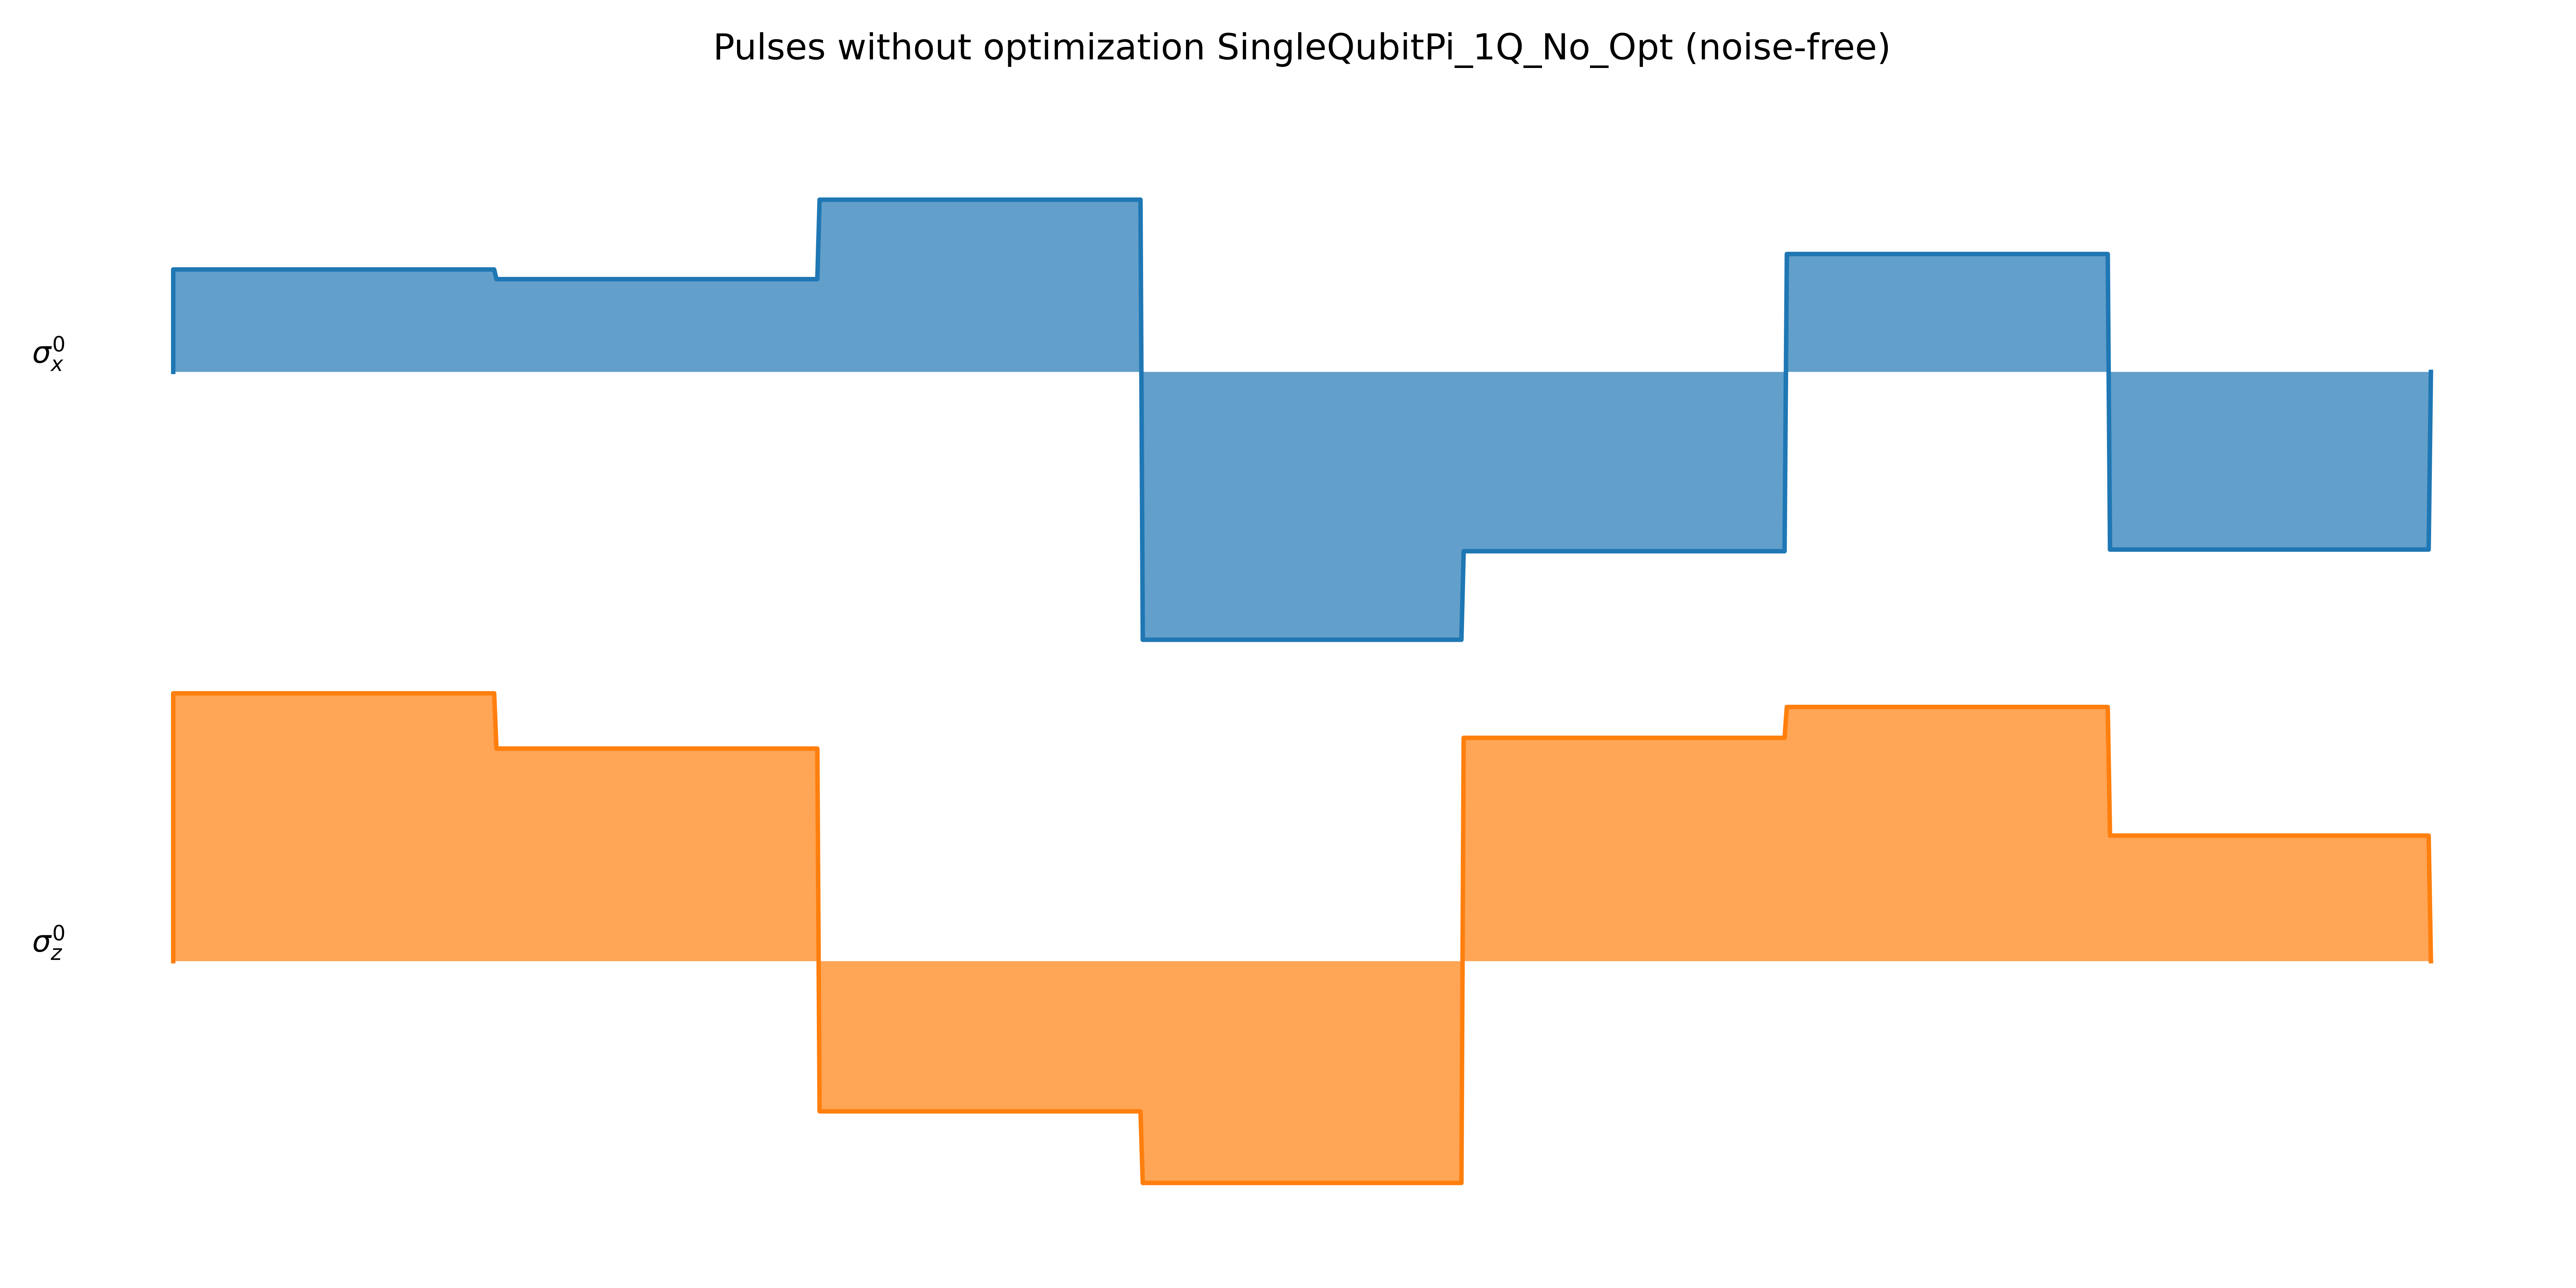 Pulses without optimization SingleQubitPi_1Q_No_Opt (noise-free)
σ_x^0
σ_z^0